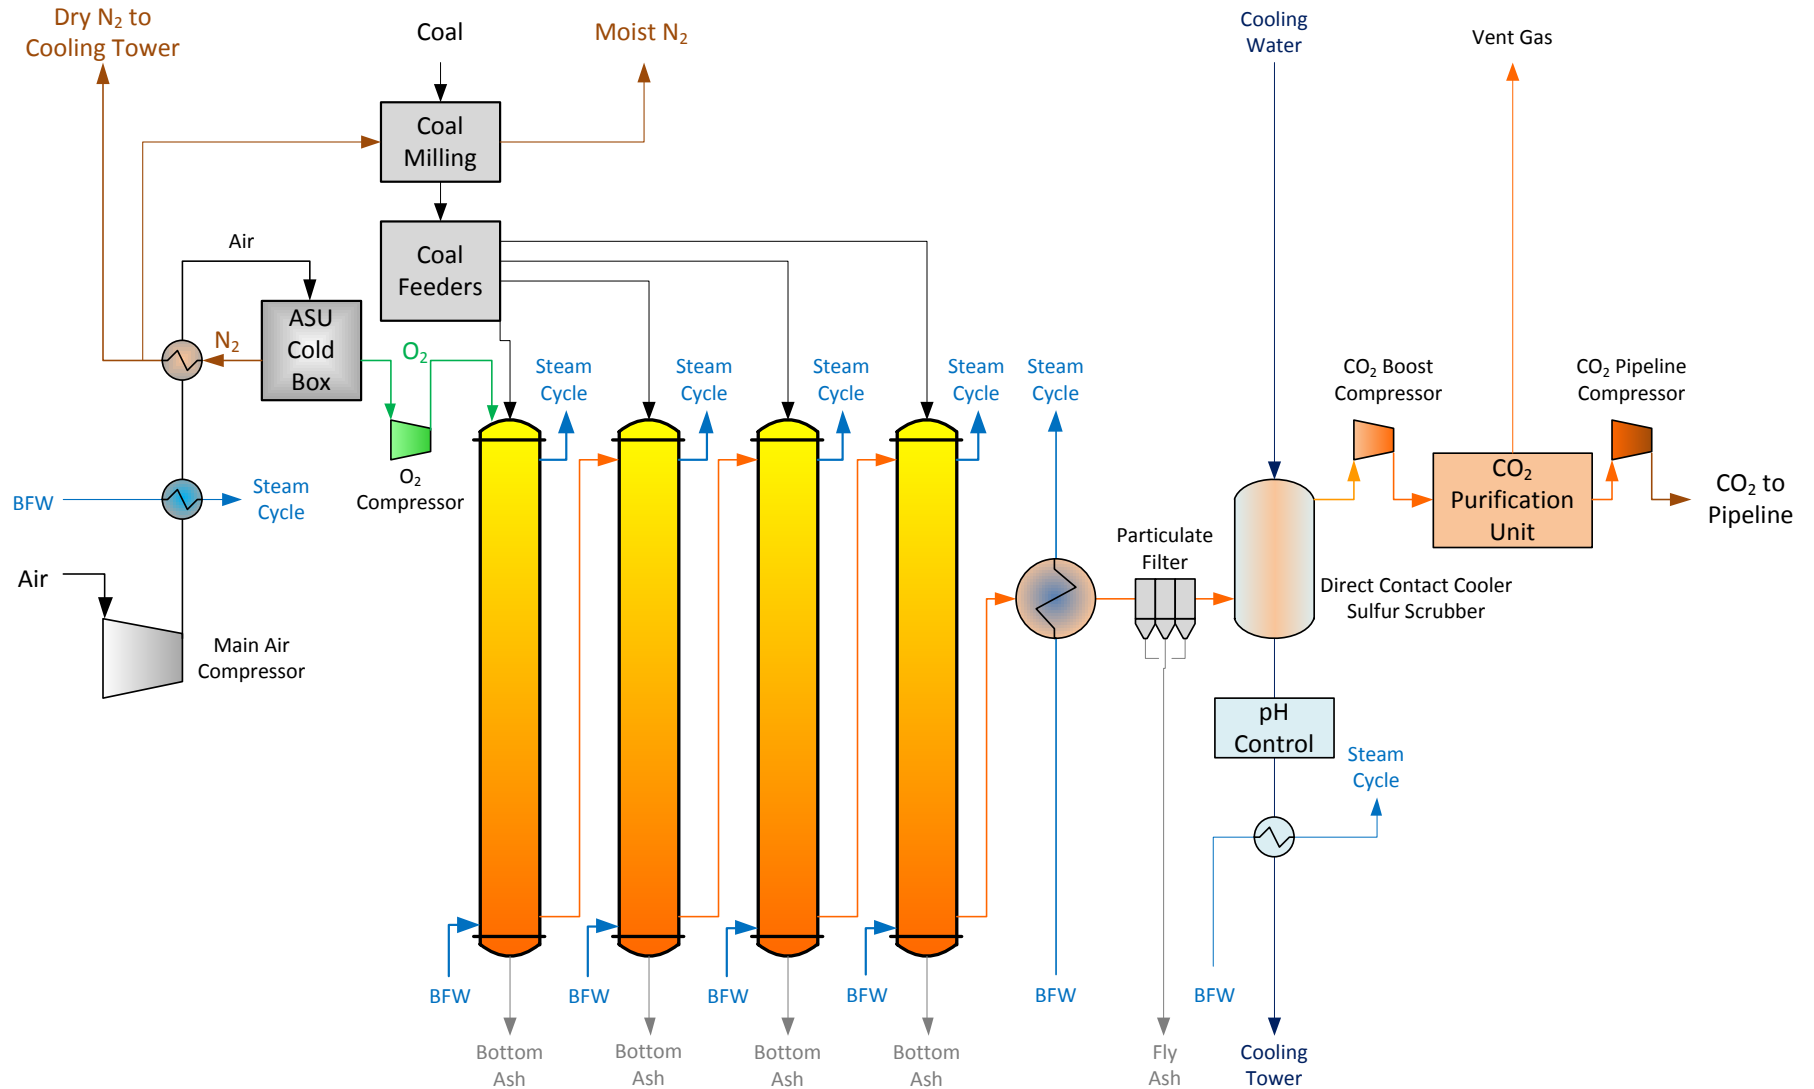 Dry N₂ to
Cooling Tower
Coal
Moist N₂
Cooling
Water
Vent Gas
Coal
Milling
Air
Coal
Feeders
ASU
Cold
Box
N₂
O₂
Steam
Cycle
Steam
Cycle
Steam
Cycle
Steam
Cycle
Steam
Cycle
CO₂ Boost
Compressor
CO₂ Pipeline
Compressor
O₂
Compressor
BFW
Steam
Cycle
CO₂
Purification
Unit
CO₂ to
Pipeline
Particulate
Filter
Air
Direct Contact Cooler
Sulfur Scrubber
Main Air
Compressor
pH
Control
Steam
Cycle
BFW
BFW
BFW
BFW
BFW
BFW
Bottom
Ash
Bottom
Ash
Bottom
Ash
Bottom
Ash
Fly
Ash
Cooling
Tower